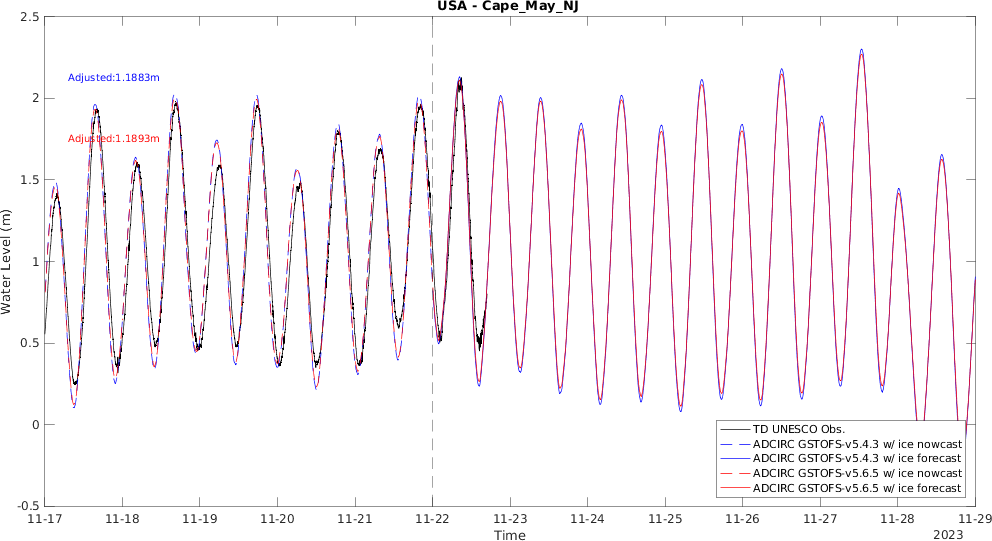 USA - Cape_May_NJ
2.5
2
1.5
1
0.5
0
-0.5
Water Level (m)
Adjusted:1.1883m
Adjusted:1.1893m
TD UNESCO Obs.
ADCIRC GSTOFS-v5.4.3 w/ ice nowcast
ADCIRC GSTOFS-v5.4.3 w/ ice forecast
ADCIRC GSTOFS-v5.6.5 w/ ice nowcast
ADCIRC GSTOFS-v5.6.5 w/ ice forecast
11-17 11-18 11-19 11-20 11-21 11-22 11-23 11-24 11-25 11-26 11-27 11-28 11-29
Time
2023